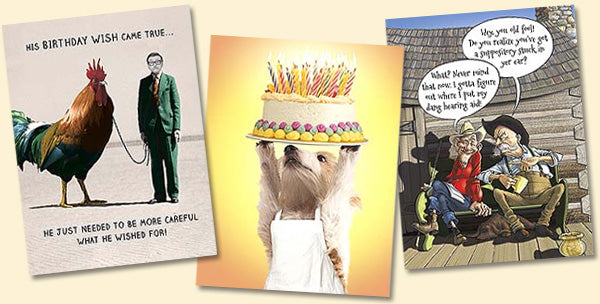 HIS BIRTHDAY WISH CAME TRUE...
HE JUST NEEDED TO BE MORE CAREFUL
WHAT HE WISHED FOR!
Hey, you old fool!
Do you realize you've got
a suppository stuck in
yer ear?
What? Never mind
that now. I gotta figure
out where I put my
dang hearing aid!